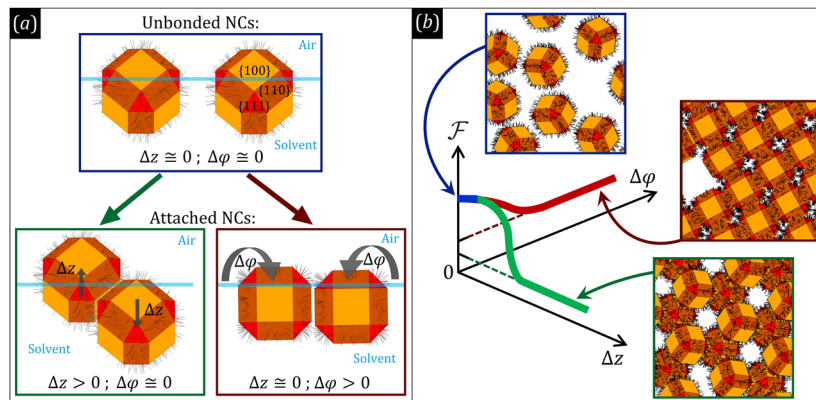 (a)
Unbonded NCs:
Air
{100}
{110}
{111}
Solvent
Δz ≅ 0 ; Δφ ≅ 0
Attached NCs:
Air
Δz
Δz
Solvent
Δz > 0 ; Δφ ≅ 0
Air
Δφ
Δφ
Solvent
Δz ≅ 0 ; Δφ > 0
(b)
ℱ
Δφ
0
Δz